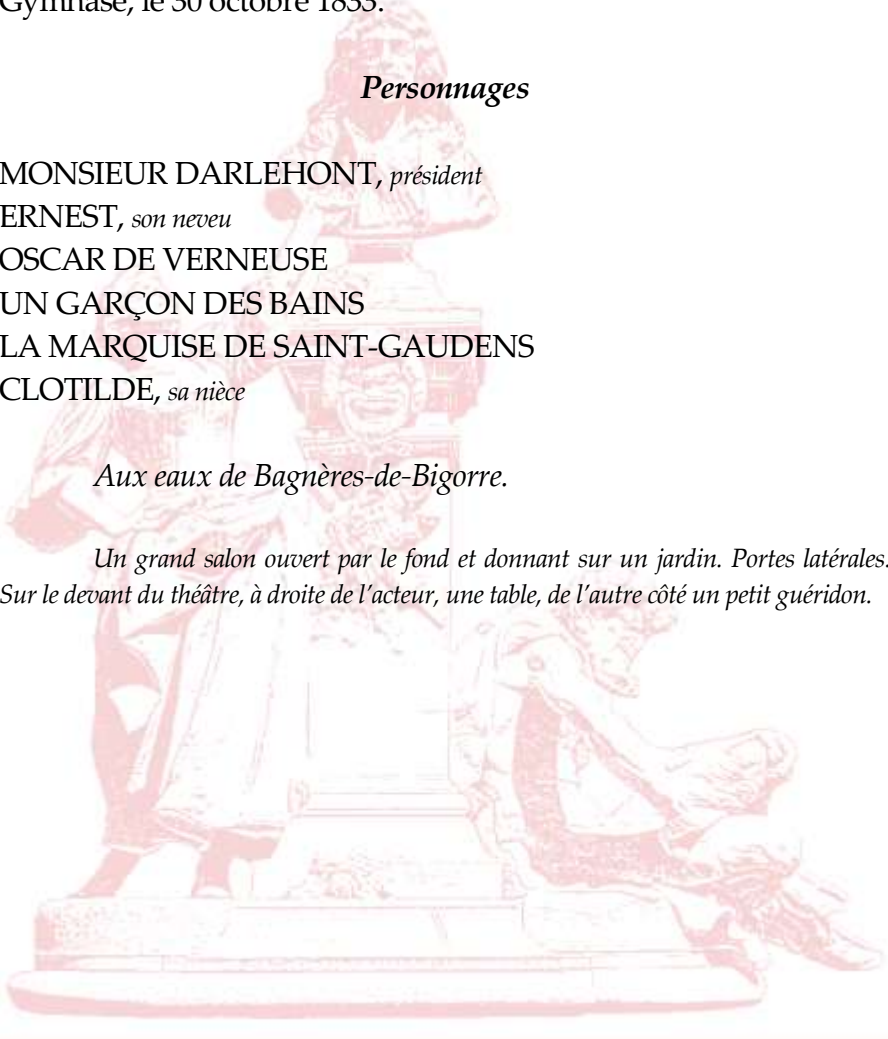 Gymnase, le 30 octobre 1833.
Personnages
MONSIEUR DARLEHONT, président
ERNEST, son neveu
OSCAR DE VERNEUSE
UN GARÇON DES BAINS
LA MARQUISE DE SAINT-GAUDENS
CLOTILDE, sa nièce
Aux eaux de Bagnères-de-Bigorre.
Un grand salon ouvert par le fond et donnant sur un jardin. Portes latérales.
Sur le devant du théâtre, à droite de l’acteur, une table, de l’autre côté un petit guéridon.